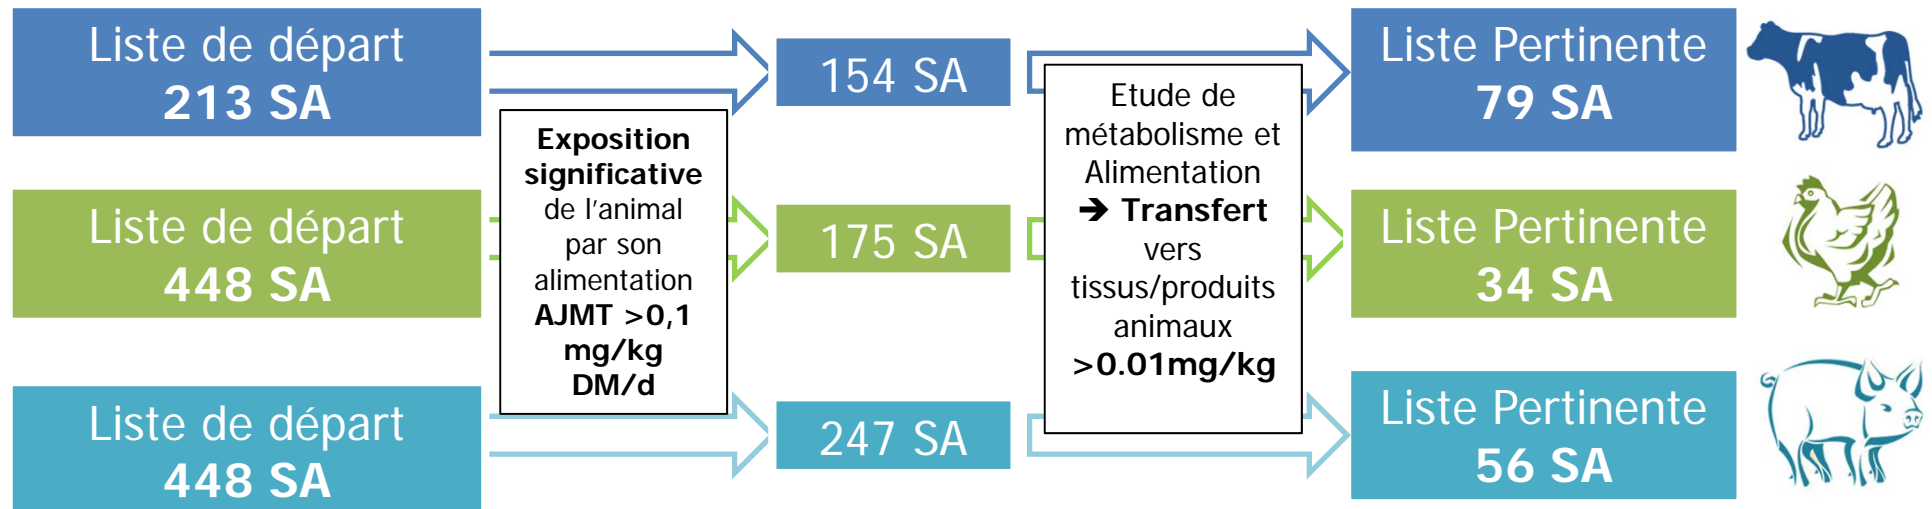 Liste de départ
213 SA
154 SA
Liste Pertinente
79 SA
Exposition
significative
de l'animal
par son
alimentation
AJMT >0,1
mg/kg
DM/d
Etude de
métabolisme et
Alimentation
➔ Transfert
vers
tissus/produits
animaux
>0.01mg/kg
Liste de départ
448 SA
175 SA
Liste Pertinente
34 SA
Liste de départ
448 SA
247 SA
Liste Pertinente
56 SA